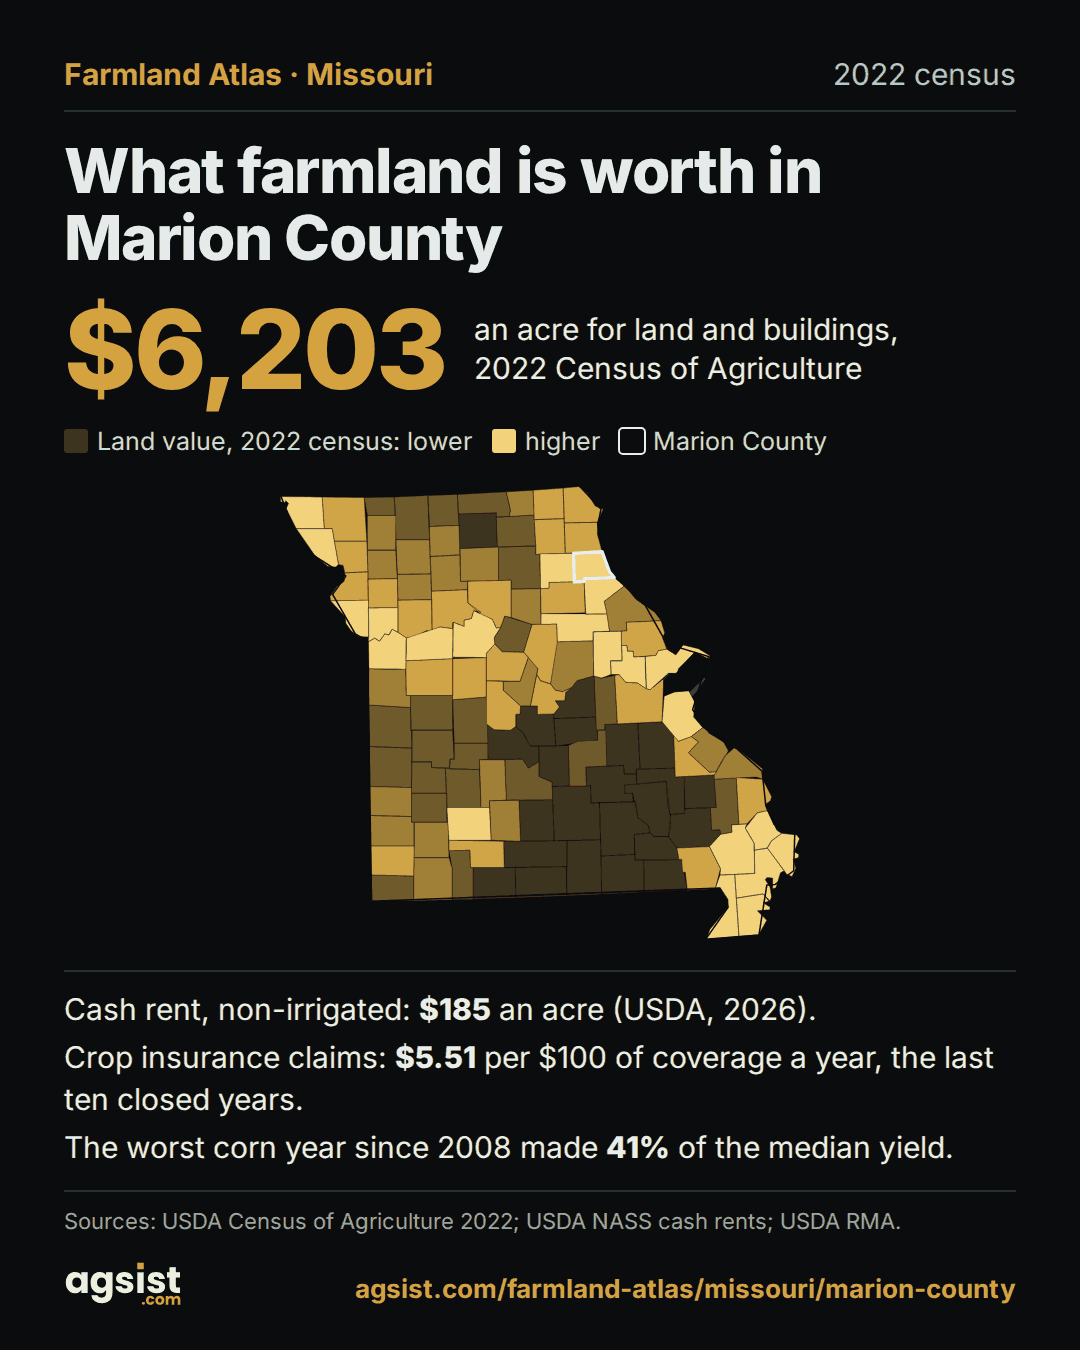 Farmland Atlas · Missouri
2022 census
What farmland is worth in
Marion County
$6,203
an acre for land and buildings,
2022 Census of Agriculture
Land value, 2022 census: lower
higher
Marion County
Cash rent, non-irrigated: $185 an acre (USDA, 2026).
Crop insurance claims: $5.51 per $100 of coverage a year, the last
ten closed years.
The worst corn year since 2008 made 41% of the median yield.
Sources: USDA Census of Agriculture 2022; USDA NASS cash rents; USDA RMA.
agsist
.com
agsist.com/farmland-atlas/missouri/marion-county